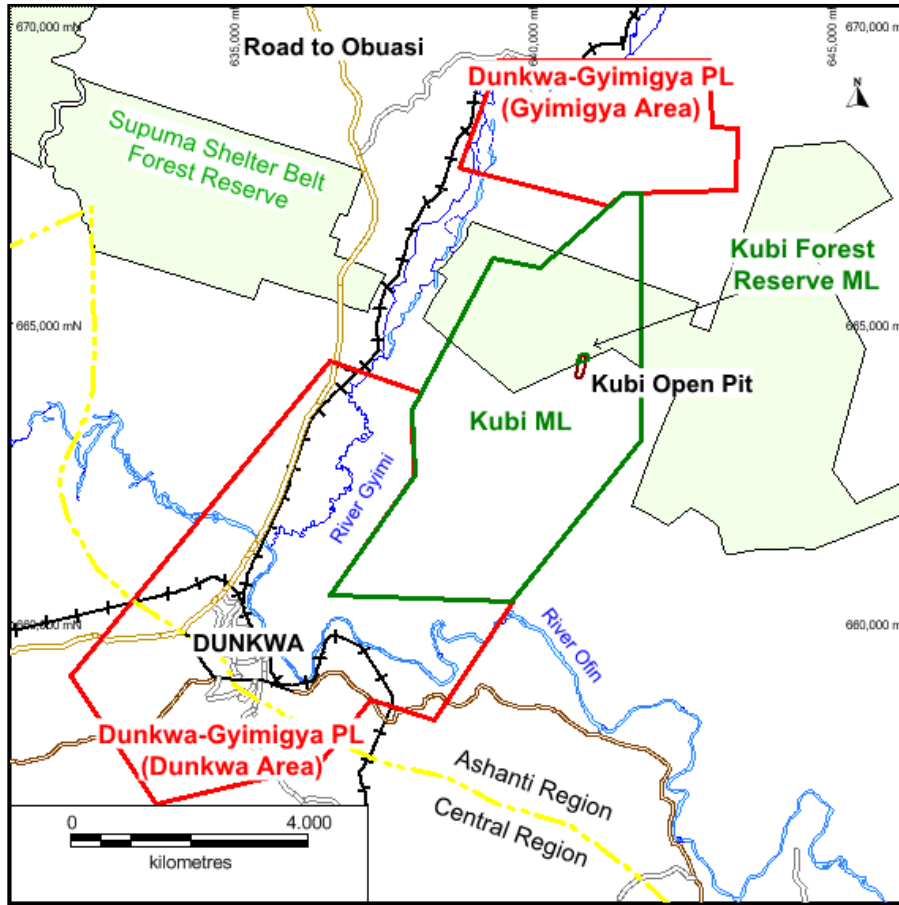 670,000 mN
635,000 mE
640,000 mE
645,000 mE
670,000 mN
Road to Obuasi
Dunkwa-Gyimigya PL
(Gyimigya Area)
N
Supuma Shelter Belt
Forest Reserve
Kubi Forest
Reserve ML
665,000 mN
665,000 mN
Kubi Open Pit
Kubi ML
River Gyimi
660,000 mN
660,000 mN
DUNKWA
River Ofin
Dunkwa-Gyimigya PL
(Dunkwa Area)
Ashanti Region
Central Region
0
4.000
kilometres